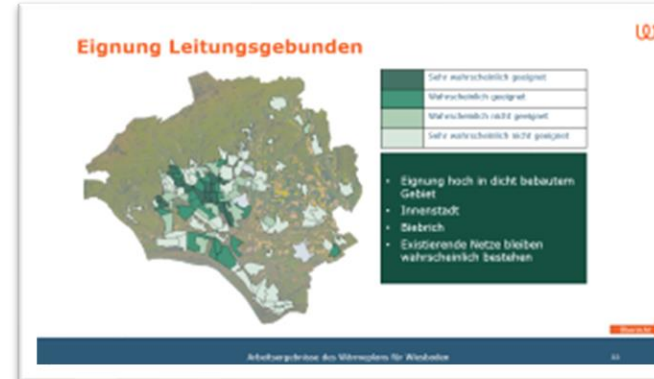 Eignung Leitungsgebunden
Sehr wahrscheinlich geeignet
Wahrscheinlich geeignet
Wahrscheinlich nicht geeignet
Sehr wahrscheinlich nicht geeignet
• Eignung hoch in dicht bebautem
Gebiet
• Innenstadt
• Biebrich
• Existierende Netze bleiben
wahrscheinlich bestehen
Übersicht
Arbeitsergebnisse des Wärmeplans für Wiesbaden